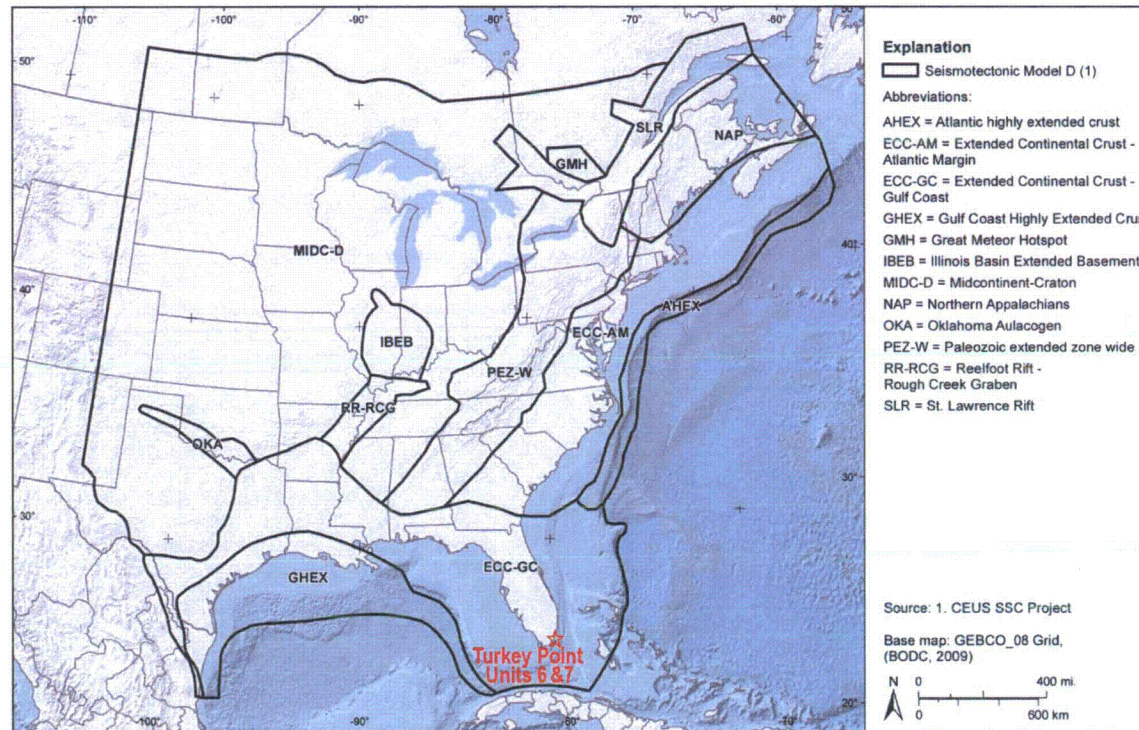 -110°
-100°
-90°
-80°
-70°
-60°
50°
50°
SLR
NAP
GMH
MIDC-D
40°
40°
AHEX
ECC-AM
IBEB
PEZ-W
RR-RCG
OKA
30°
30°
ECC-GC
GHEX
Turkey Point
Units 6 &7
20°
-100°
-90°
-80°
-70°
Explanation
Seismotectonic Model D (1)
Abbreviations:
AHEX = Atlantic highly extended crust
ECC-AM = Extended Continental Crust -
Atlantic Margin
ECC-GC = Extended Continental Crust -
Gulf Coast
GHEX = Gulf Coast Highly Extended Crus
GMH = Great Meteor Hotspot
IBEB = Illinois Basin Extended Basement
MIDC-D = Midcontinent-Craton
NAP = Northern Appalachians
OKA = Oklahoma Aulacogen
PEZ-W = Paleozoic extended zone wide
RR-RCG = Reelfoot Rift -
Rough Creek Graben
SLR = St. Lawrence Rift
Source: 1. CEUS SSC Project
Base map: GEBCO_08 Grid,
(BODC, 2009)
N
0 400 mi.
0 600 km